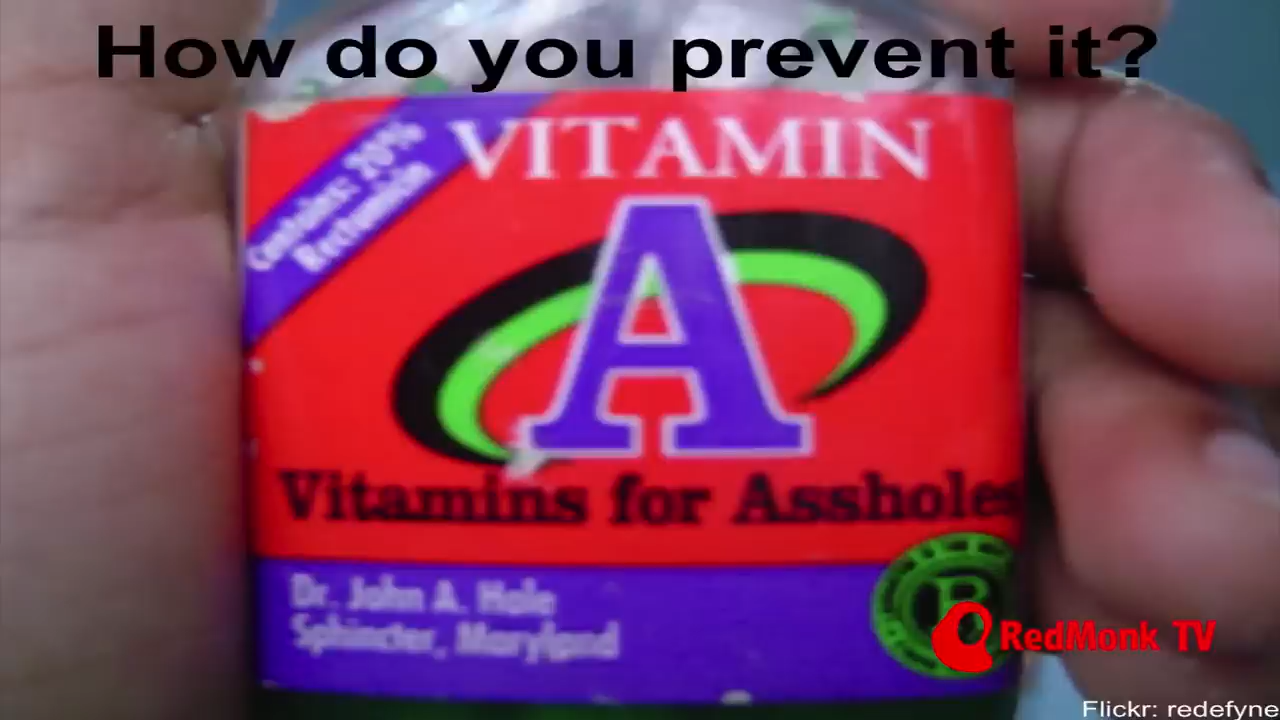 How do you prevent it?
Contains: 20%
Rectumicin
VITAMIN
A
Vitamins for Assholes
Dr. John A. Hole
Sphincter, Maryland
B
RedMonk TV
Flickr: redefyne